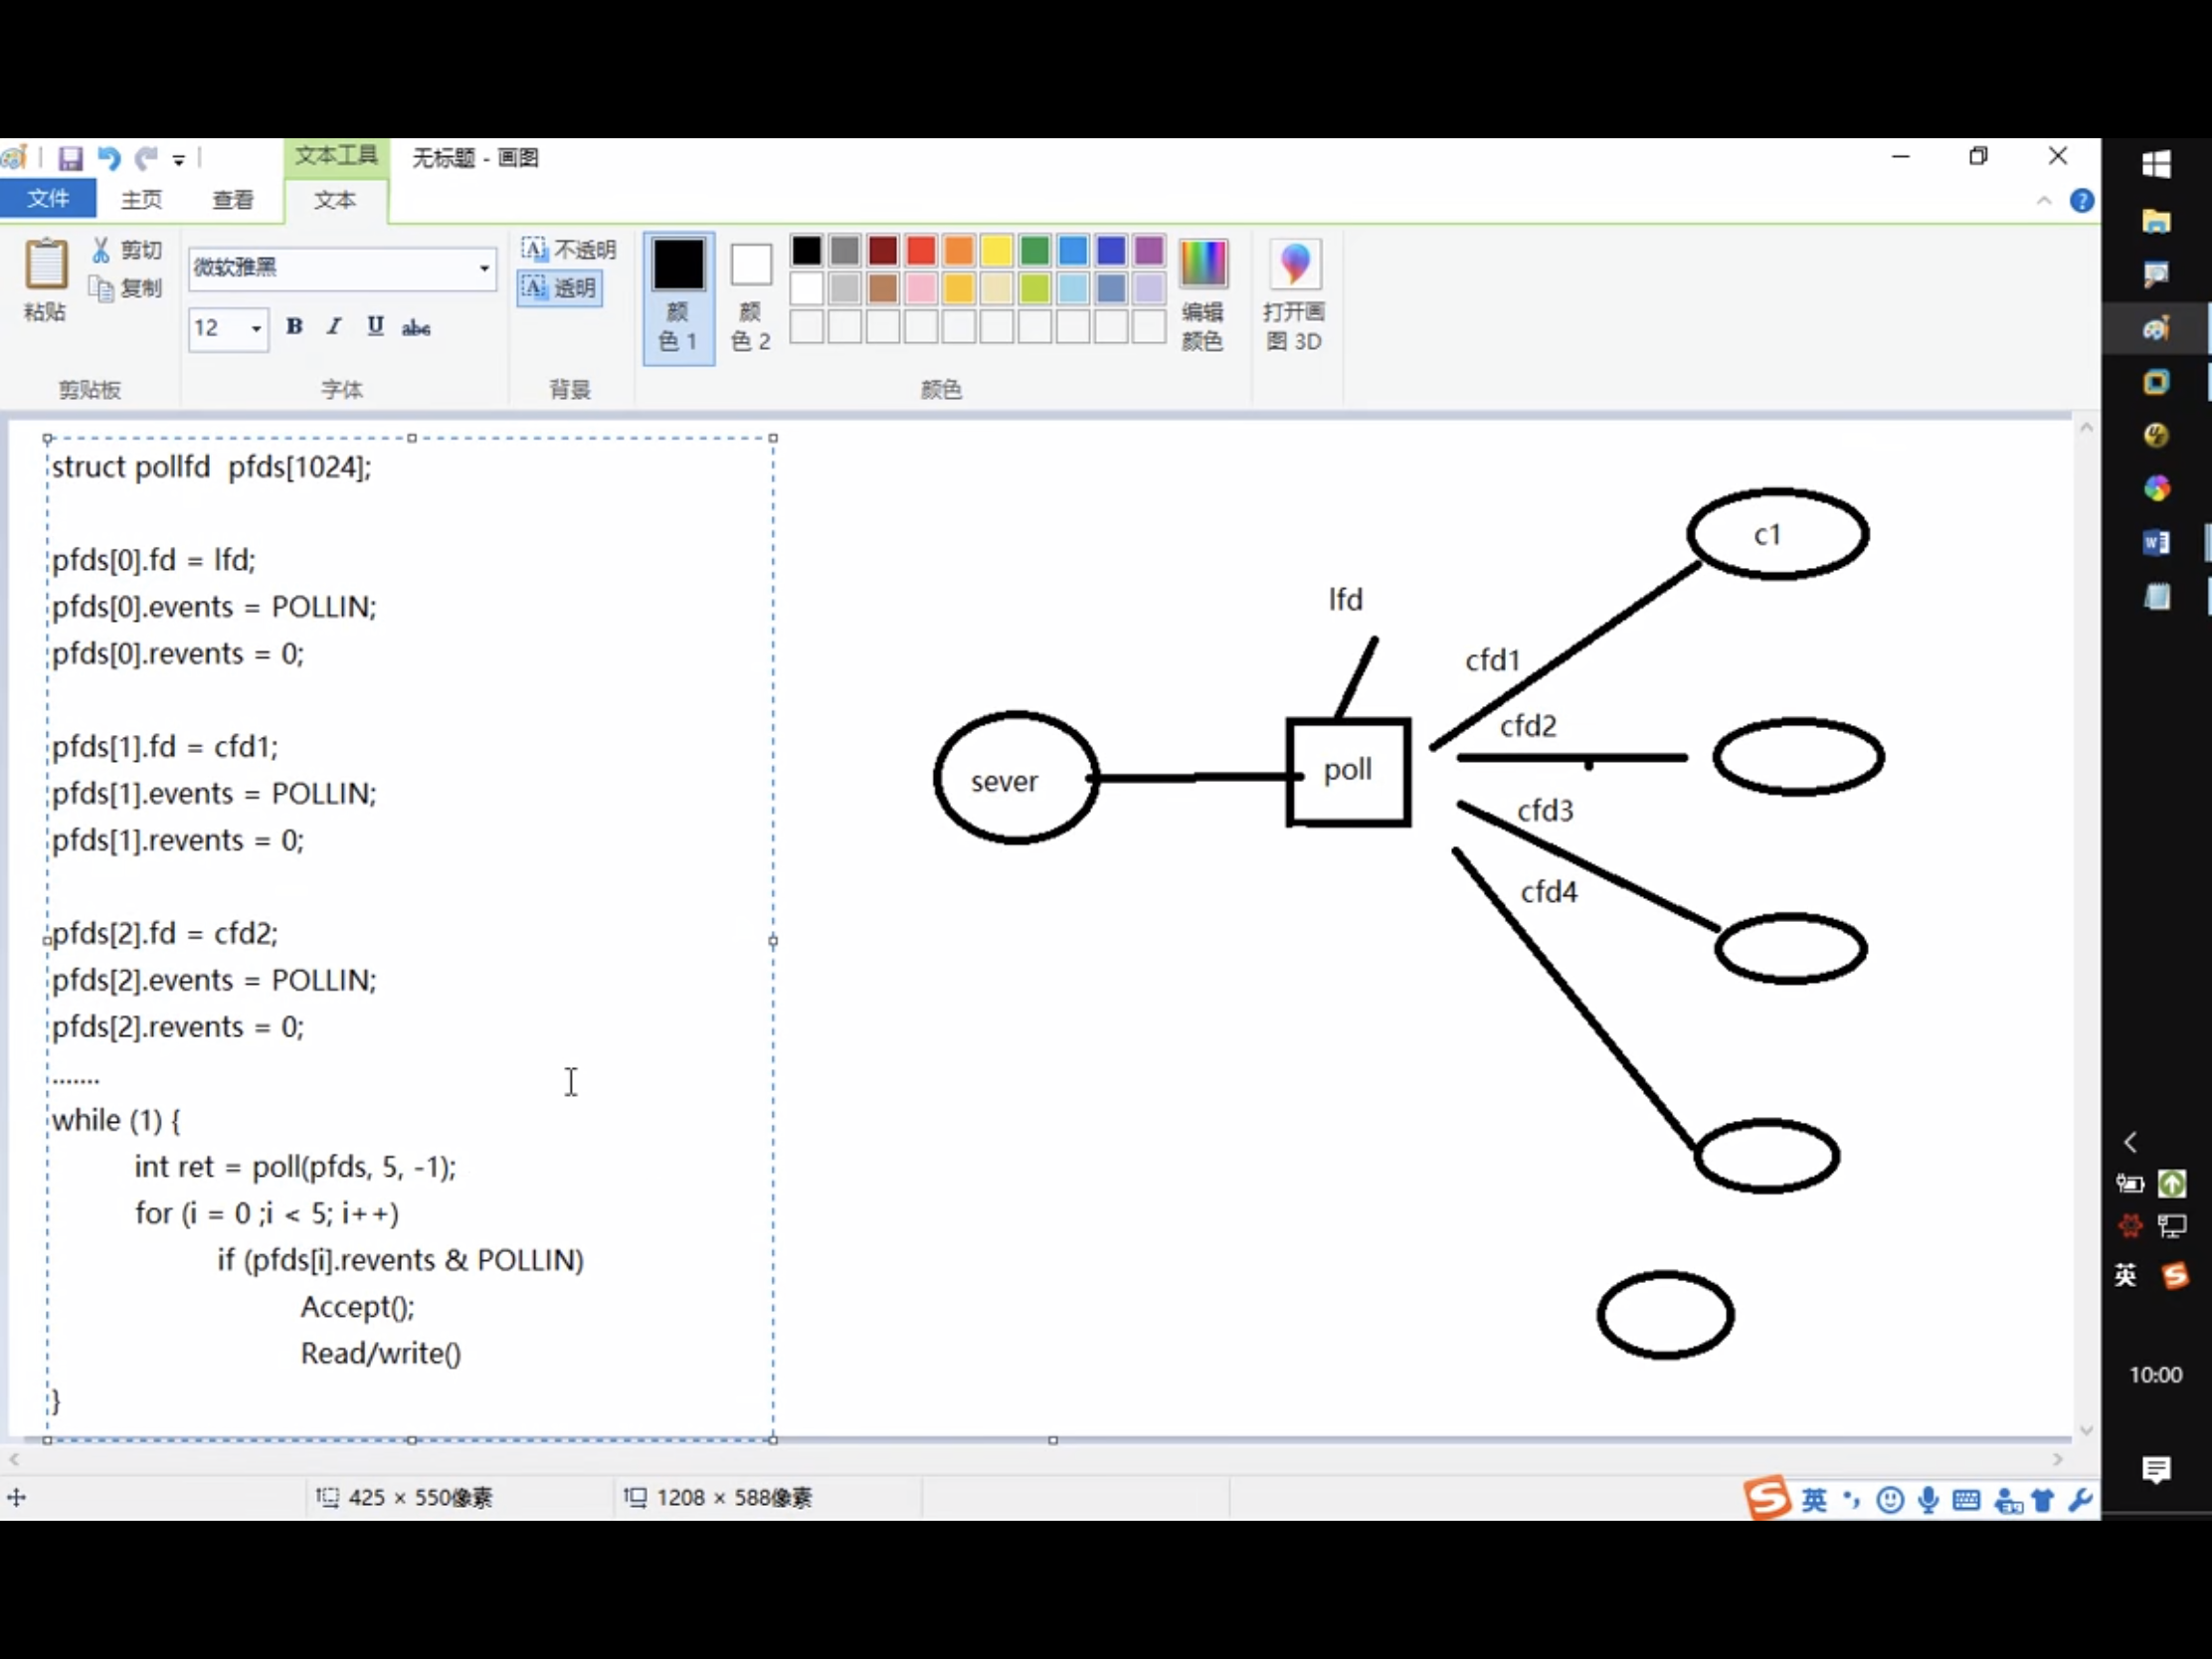 文本工具
无标题 - 画图
文件
主页
查看
文本
粘贴
剪切
复制
剪贴板
微软雅黑
12
B I U abc
字体
不透明
透明
背景
颜色 1
颜色 2
颜色
编辑颜色
打开画图 3D
struct pollfd  pfds[1024];
pfds[0].fd = lfd;
pfds[0].events = POLLIN;
pfds[0].revents = 0;
pfds[1].fd = cfd1;
pfds[1].events = POLLIN;
pfds[1].revents = 0;
pfds[2].fd = cfd2;
pfds[2].events = POLLIN;
pfds[2].revents = 0;
.......
while (1) {
int ret = poll(pfds, 5, -1);
for (i = 0 ;i < 5; i++)
if (pfds[i].revents & POLLIN)
Accept();
Read/write()
}
c1
lfd
cfd1
cfd2
sever
poll
cfd3
cfd4
425 × 550像素
1208 × 588像素
英
英
10:00